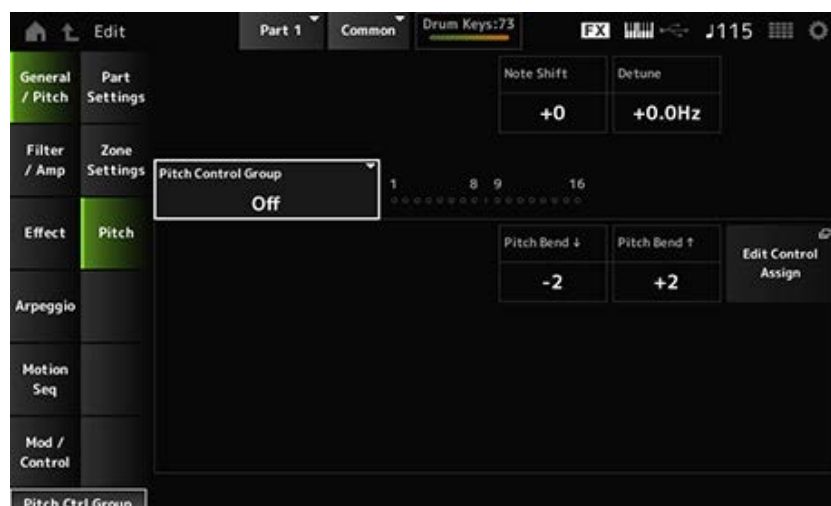 Edit
Part 1
Common
Drum Keys:73
FX
♩115
General
/ Pitch
Part
Settings
Note Shift
+0
Detune
+0.0Hz
Filter
/ Amp
Zone
Settings
Pitch Control Group
Off
1 8 9 16
Effect
Pitch
Pitch Bend ↓
-2
Pitch Bend ↑
+2
Edit Control
Assign
Arpeggio
Motion
Seq
Mod /
Control
Pitch Ctrl Group